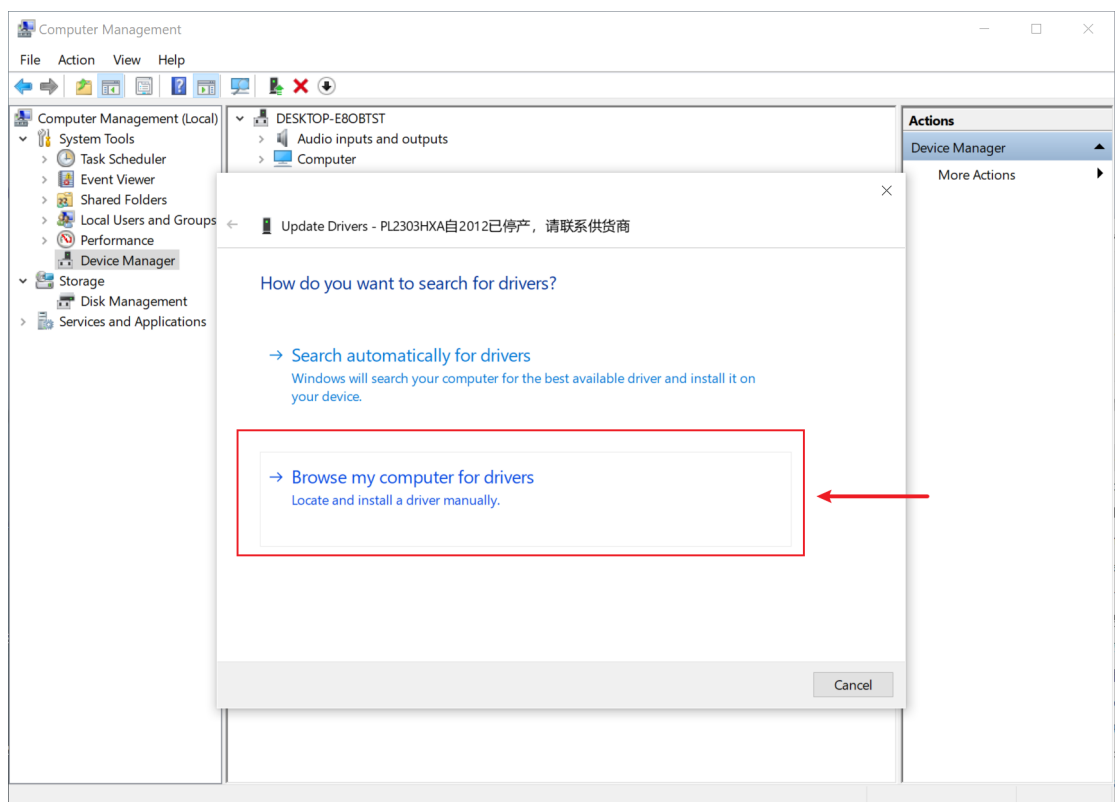 Computer Management
File Action View Help
Computer Management (Local)
System Tools
Task Scheduler
Event Viewer
Shared Folders
Local Users and Groups
Performance
Device Manager
Storage
Disk Management
Services and Applications
DESKTOP-E8OBTST
Audio inputs and outputs
Computer
Actions
Device Manager
More Actions
Update Drivers - PL2303HXA自2012已停产，请联系供货商
How do you want to search for drivers?
Search automatically for drivers
Windows will search your computer for the best available driver and install it on
your device.
Browse my computer for drivers
Locate and install a driver manually.
Cancel